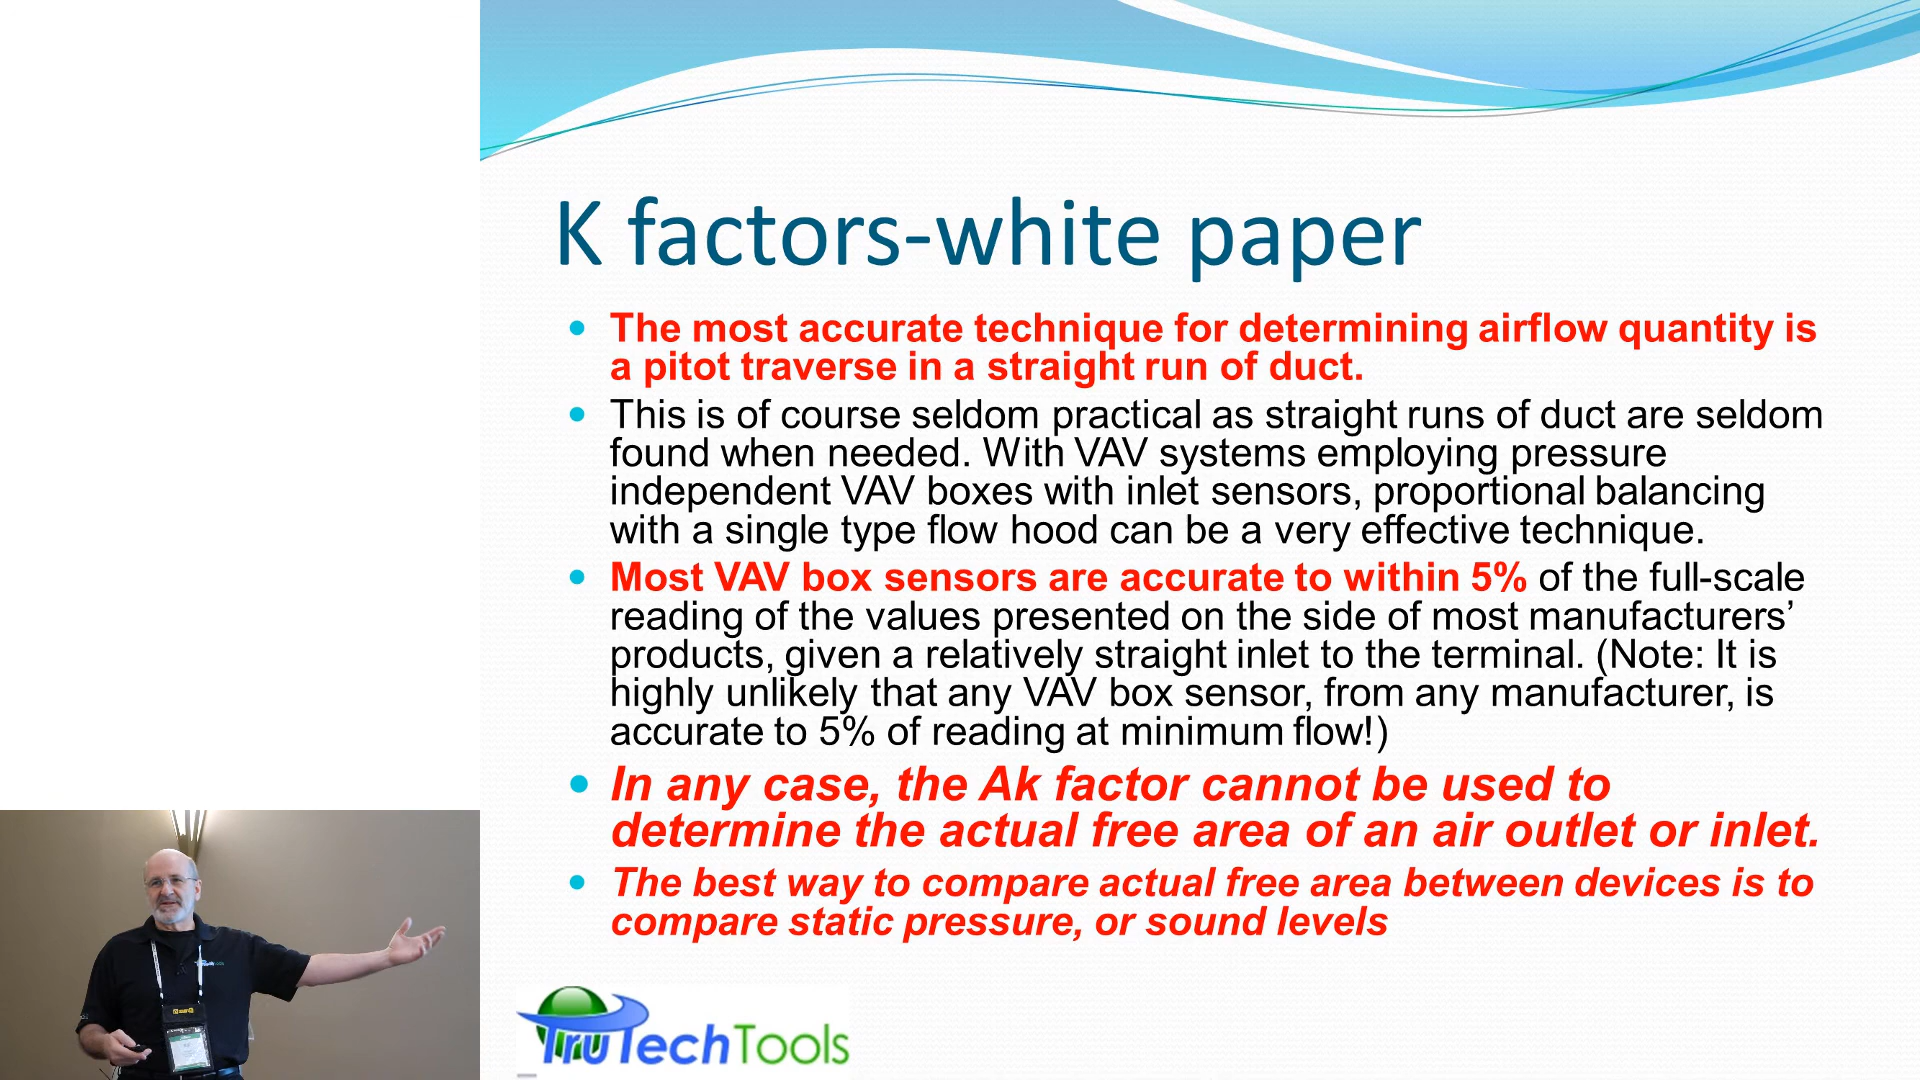 K factors-white paper
The most accurate technique for determining airflow quantity is
a pitot traverse in a straight run of duct.
This is of course seldom practical as straight runs of duct are seldom
found when needed. With VAV systems employing pressure
independent VAV boxes with inlet sensors, proportional balancing
with a single type flow hood can be a very effective technique.
Most VAV box sensors are accurate to within 5% of the full-scale
reading of the values presented on the side of most manufacturers’
products, given a relatively straight inlet to the terminal. (Note: It is
highly unlikely that any VAV box sensor, from any manufacturer, is
accurate to 5% of reading at minimum flow!)
In any case, the Ak factor cannot be used to
determine the actual free area of an air outlet or inlet.
The best way to compare actual free area between devices is to
compare static pressure, or sound levels
TruTechTools